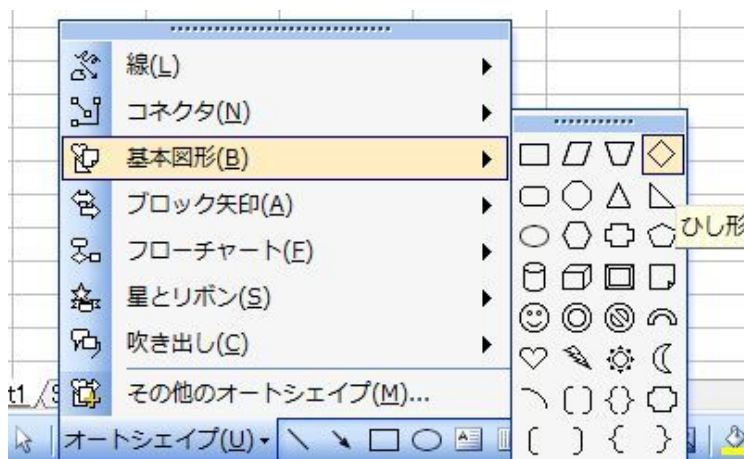 線(L)
コネクタ(N)
基本図形(B)
ブロック矢印(A)
フローチャート(F)
星とリボン(S)
吹き出し(C)
その他のオートシェイプ(M)...
ひし形
t1
オートシェイプ(U)